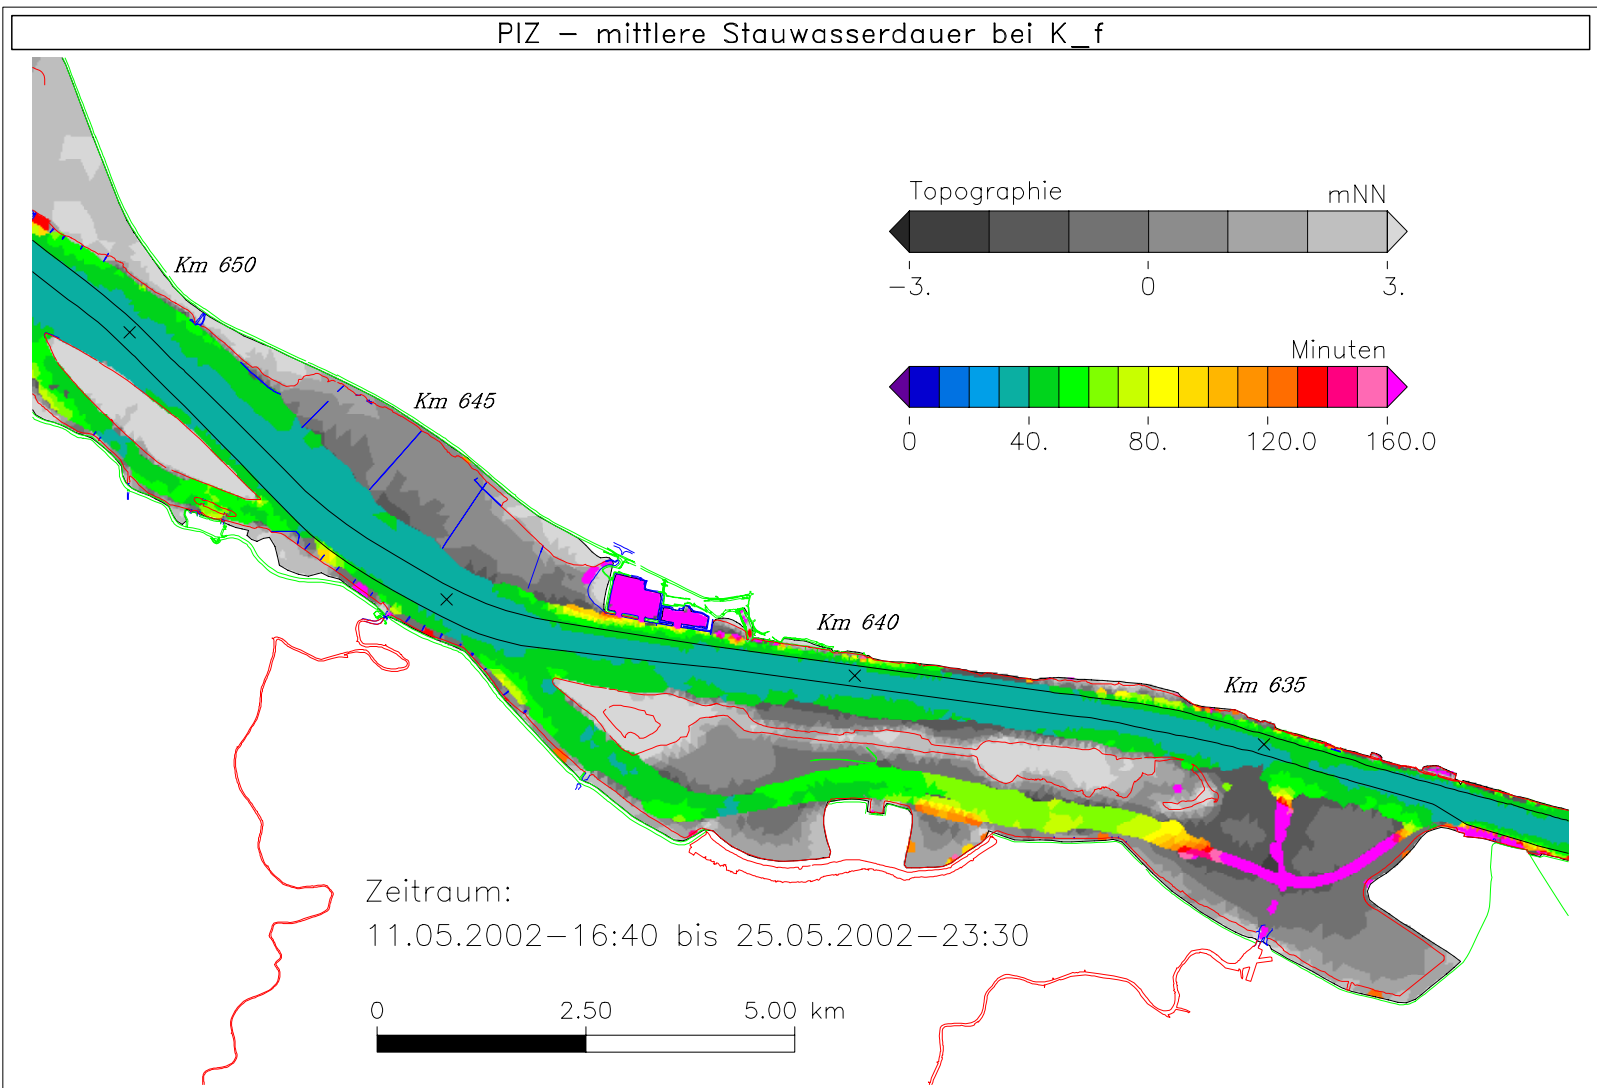 PIZ – mittlere Stauwasserdauer bei K_f
Topographie mNN
−3. 0 3.
Km 650
Minuten
0 40. 80. 120.0 160.0
Km 645
Km 640
Km 635
Zeitraum:
11.05.2002−16:40 bis 25.05.2002−23:30
0 2.50 5.00 km